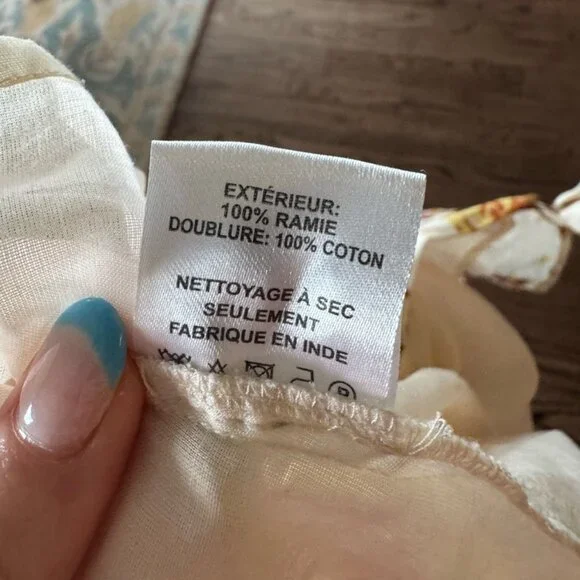 EXTÉRIEUR:
100% RAMIE
DOUBLURE: 100% COTON
NETTOYAGE À SEC
SEULEMENT
FABRIQUE EN INDE
P